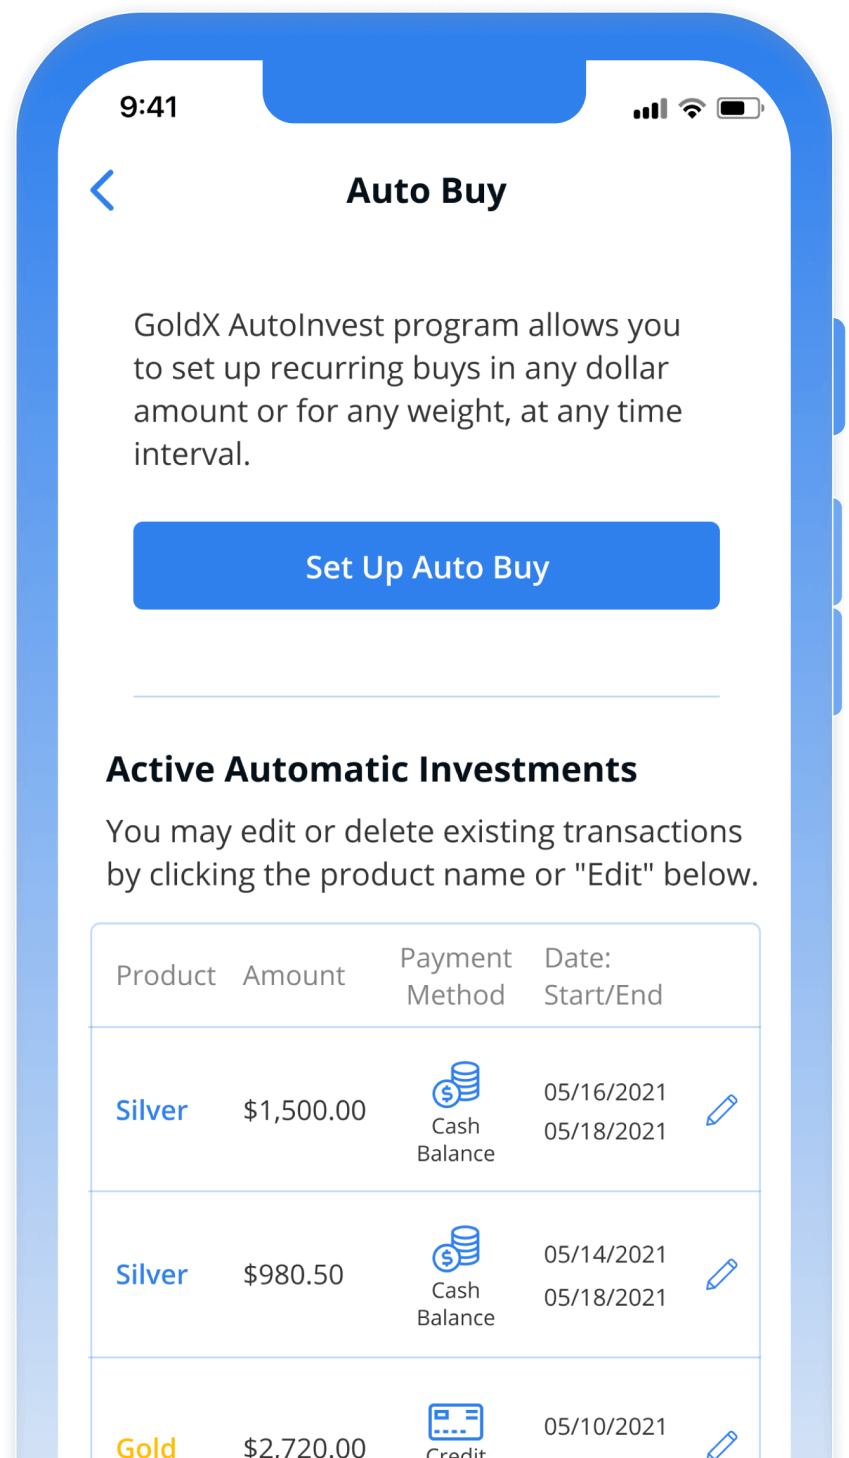 9:41
Auto Buy
GoldX AutoInvest program allows you
to set up recurring buys in any dollar
amount or for any weight, at any time
interval.
Set Up Auto Buy
Active Automatic Investments
You may edit or delete existing transactions
by clicking the product name or "Edit" below.
Product Amount Payment Method Date: Start/End
Silver $1,500.00 Cash Balance 05/16/2021 05/18/2021
Silver $980.50 Cash Balance 05/14/2021 05/18/2021
Gold $2,720.00 Credit 05/10/2021